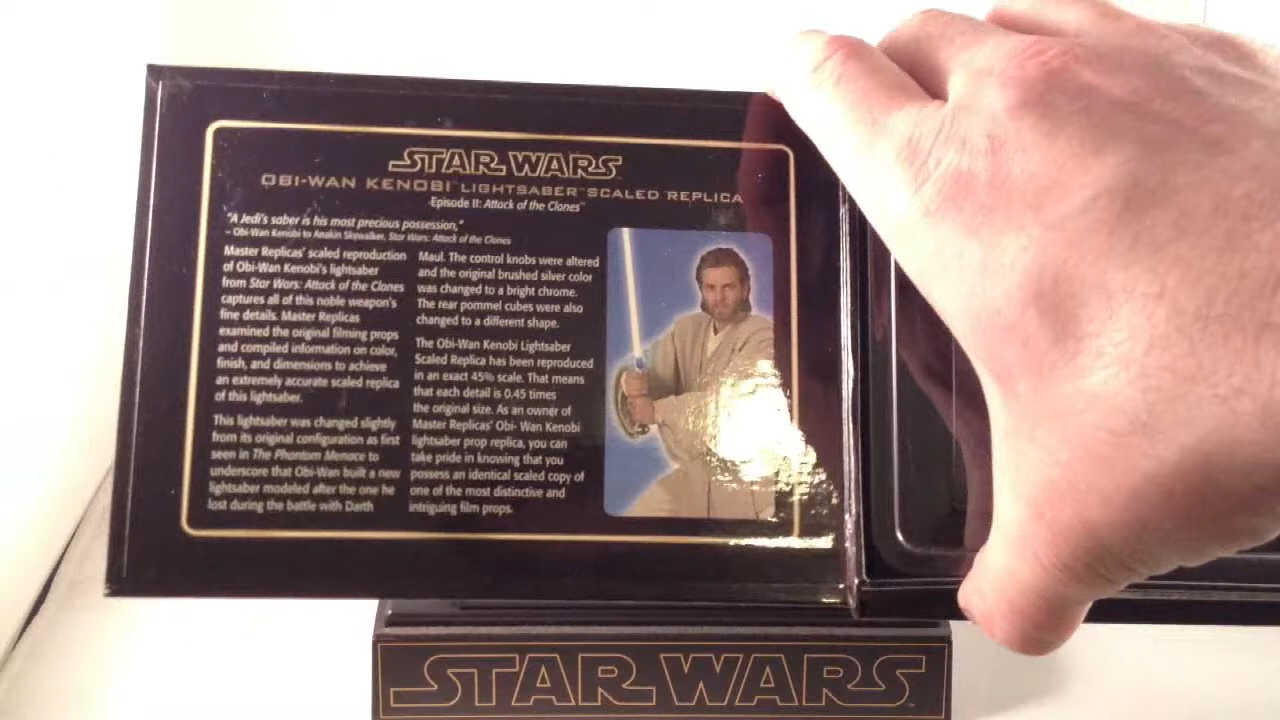 STAR WARS™
OBI-WAN KENOBI™ LIGHTSABER™ SCALED REPLICA
Episode II: Attack of the Clones™
"A Jedi's saber is his most precious possession,"
– Obi-Wan Kenobi to Anakin Skywalker, Star Wars: Attack of the Clones
Master Replicas' scaled reproduction
of Obi-Wan Kenobi's lightsaber
from Star Wars: Attack of the Clones
captures all of this noble weapon's
fine details. Master Replicas
examined the original filming props
and compiled information on color,
finish, and dimensions to achieve
an extremely accurate scaled replica
of this lightsaber.
This lightsaber was changed slightly
from its original configuration as first
seen in The Phantom Menace to
underscore that Obi-Wan built a new
lightsaber modeled after the one he
lost during the battle with Darth
Maul. The control knobs were altered
and the original brushed silver color
was changed to a bright chrome.
The rear pommel cubes were also
changed to a different shape.
The Obi-Wan Kenobi Lightsaber
Scaled Replica has been reproduced
in an exact 45% scale. That means
that each detail is 0.45 times
the original size. As an owner of
Master Replicas' Obi- Wan Kenobi
lightsaber prop replica, you can
take pride in knowing that you
possess an identical scaled copy of
one of the most distinctive and
intriguing film props.
STAR WARS™